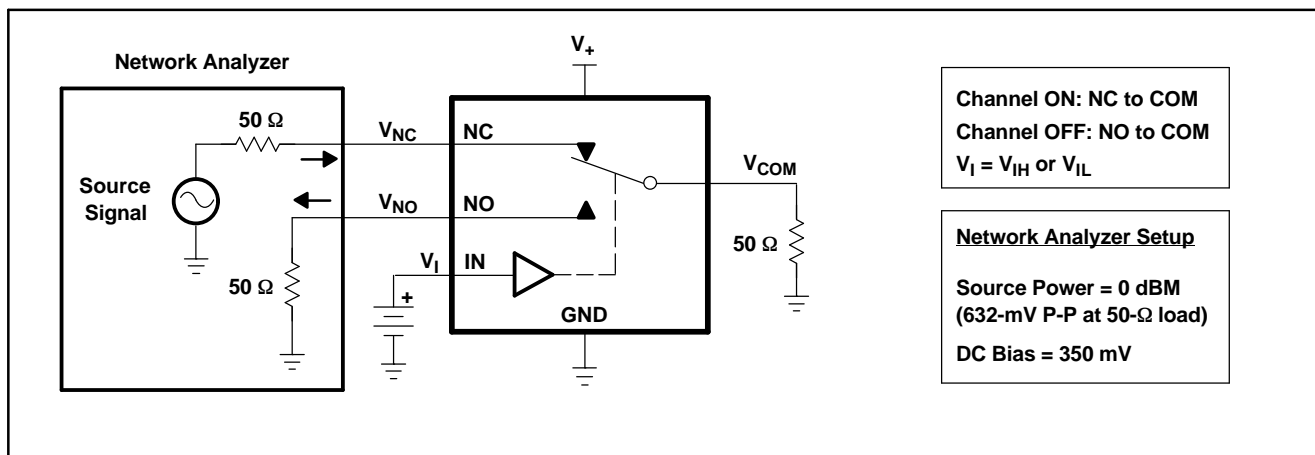 Network Analyzer
V+
50 Ω
VNC
NC
Source
Signal
VNO
NO
VCOM
50 Ω
50 Ω
VI
IN
+
GND
Channel ON: NC to COM
Channel OFF: NO to COM
VI = VIH or VIL
Network Analyzer Setup
Source Power = 0 dBM
(632-mV P-P at 50-Ω load)
DC Bias = 350 mV